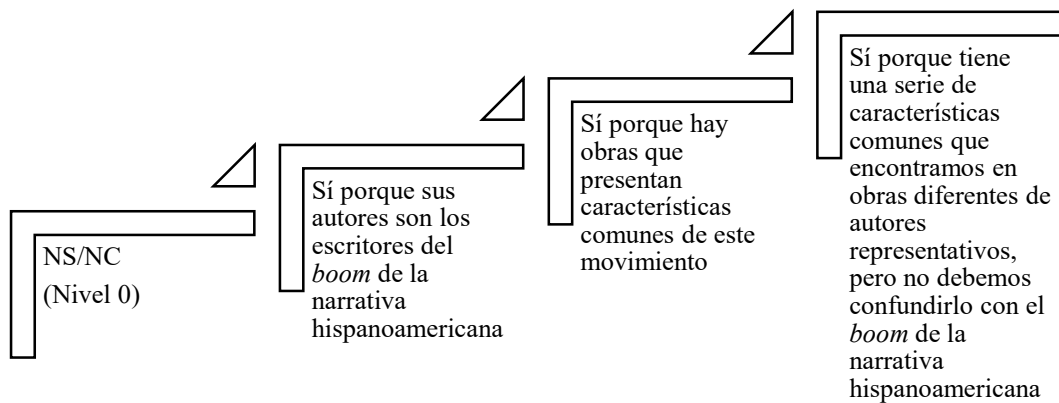 NS/NC
(Nivel 0)
Sí porque sus
autores son los
escritores del
boom de la
narrativa
hispanoamericana
Sí porque hay
obras que
presentan
características
comunes de este
movimiento
Sí porque tiene
una serie de
características
comunes que
encontramos en
obras diferentes de
autores
representativos,
pero no debemos
confundirlo con el
boom de la
narrativa
hispanoamericana